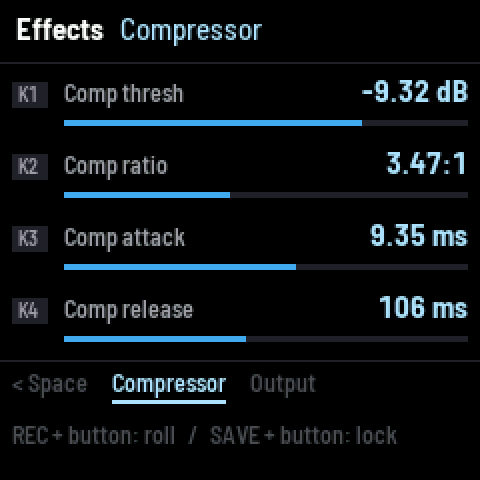 Effects Compressor
K1 Comp thresh -9.32 dB
K2 Comp ratio 3.47:1
K3 Comp attack 9.35 ms
K4 Comp release 106 ms
< Space Compressor Output
REC + button: roll / SAVE + button: lock